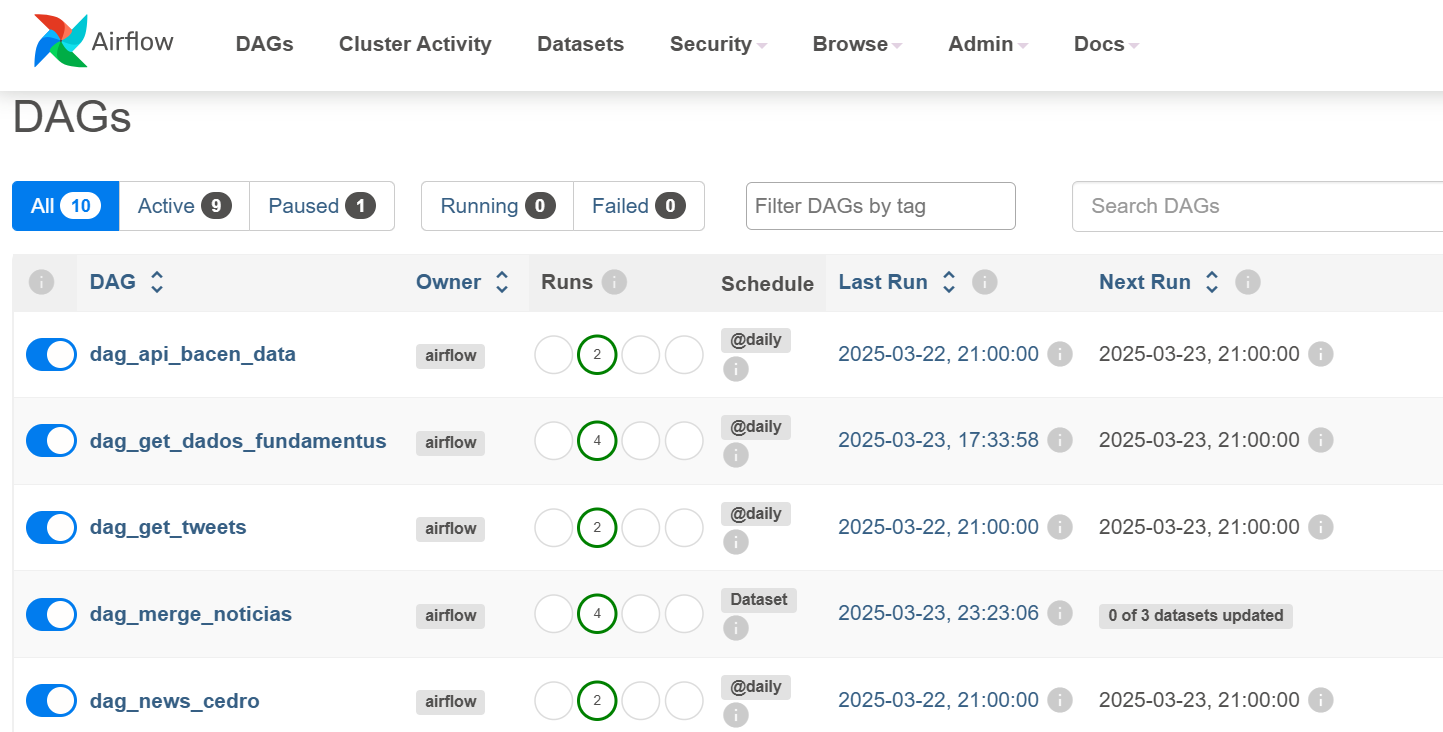 Airflow DAGs Cluster Activity Datasets Security Browse Admin Docs
DAGs
All 10 Active 9 Paused 1 Running 0 Failed 0 Filter DAGs by tag Search DAGs
DAG Owner Runs Schedule Last Run Next Run
dag_api_bacen_data airflow 2 @daily 2025-03-22, 21:00:00 2025-03-23, 21:00:00
dag_get_dados_fundamentus airflow 4 @daily 2025-03-23, 17:33:58 2025-03-23, 21:00:00
dag_get_tweets airflow 2 @daily 2025-03-22, 21:00:00 2025-03-23, 21:00:00
dag_merge_noticias airflow 4 Dataset 2025-03-23, 23:23:06 0 of 3 datasets updated
dag_news_cedro airflow 2 @daily 2025-03-22, 21:00:00 2025-03-23, 21:00:00